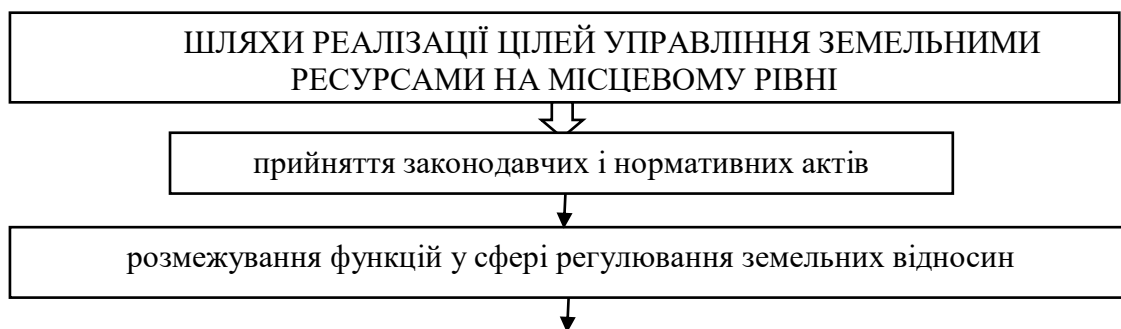 ШЛЯХИ РЕАЛІЗАЦІЇ ЦІЛЕЙ УПРАВЛІННЯ ЗЕМЕЛЬНИМИ
РЕСУРСАМИ НА МІСЦЕВОМУ РІВНІ
прийняття законодавчих і нормативних актів
розмежування функцій у сфері регулювання земельних відносин